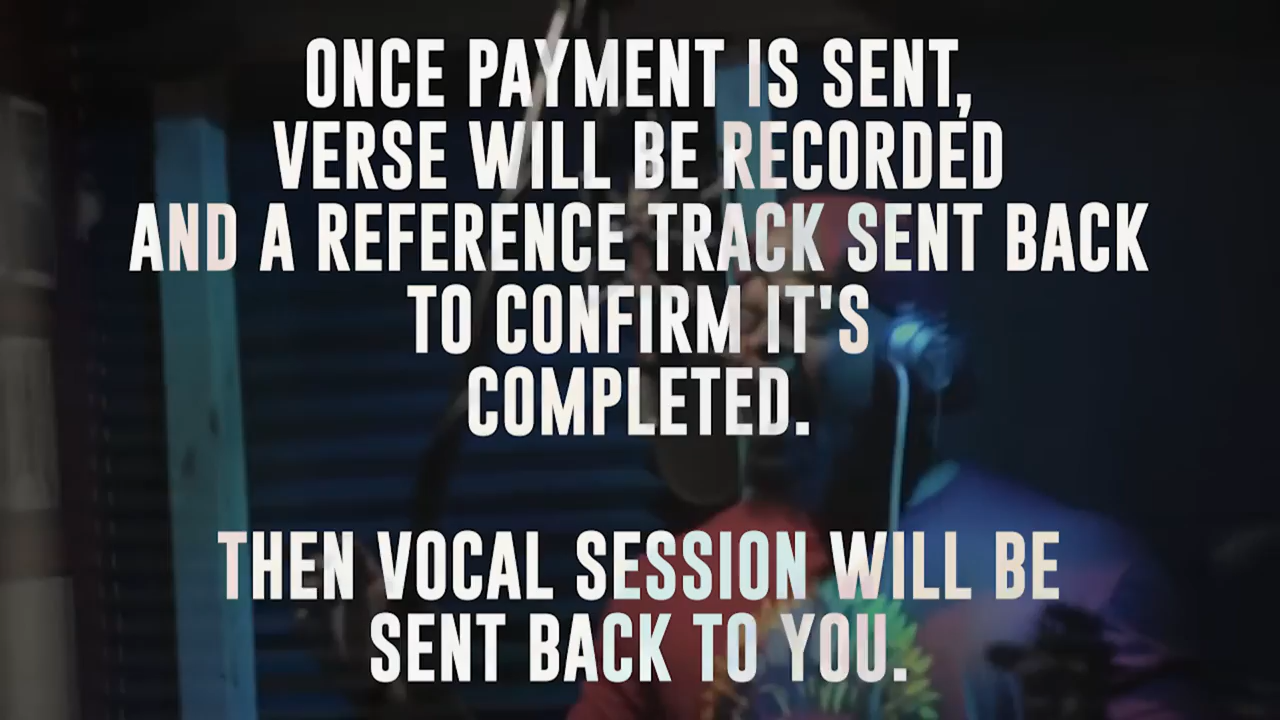 ONCE PAYMENT IS SENT,
VERSE WILL BE RECORDED
AND A REFERENCE TRACK SENT BACK
TO CONFIRM IT'S
COMPLETED.
THEN VOCAL SESSION WILL BE
SENT BACK TO YOU.